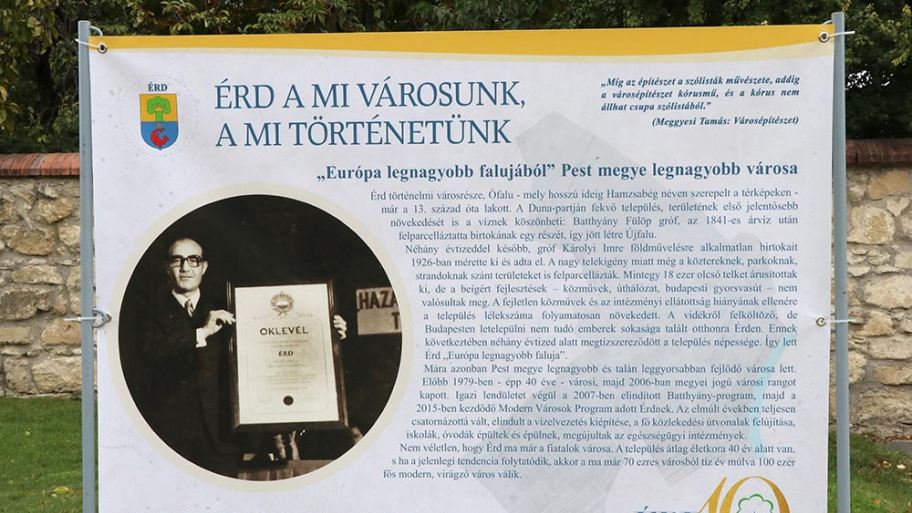 ÉRD
ÉRD A MI VÁROSUNK,
A MI TÖRTÉNETÜNK
„Míg az építészet a szólisták művészete, addig
a városépítészet kórusmű, és a kórus nem
állhat csupa szólistából.”
(Meggyesi Tamás: Városépítészet)
„Európa legnagyobb falujából” Pest megye legnagyobb városa
Érd történelmi városrésze, Ófalu - mely hosszú ideig Hamzsabég néven szerepelt a térképeken -
már a 13. század óta lakott. A Duna-partján fekvő település, területének első jelentősebb
növekedését is a víznek köszönheti: Batthyány Fülöp gróf, az 1841-es árvíz után
felparcelláztatta birtokának egy részét, így jött létre Újfalu.
Néhány évtizeddel később, gróf Károlyi Imre földművelésre alkalmatlan birtokait
1926-ban mérette ki és adta el. A nagy telekigény miatt még a köztereknek, parkoknak,
strandoknak szánt területeket is felparcellázták. Mintegy 18 ezer olcsó telket árusítottak
ki, de a beígért fejlesztések – közművek, úthálózat, budapesti gyorsvasút – nem
valósultak meg. A fejletlen közművek és az intézményi ellátottság hiányának ellenére
a település lélekszáma folyamatosan növekedett. A vidékről felköltöző, de
Budapesten letelepülni nem tudó emberek sokasága talált otthonra Érden. Ennek
következtében néhány évtized alatt megtízszereződött a település népessége. Így lett
Érd „Európa legnagyobb faluja”.
Mára azonban Pest megye legnagyobb és talán leggyorsabban fejlődő városa lett.
Előbb 1979-ben - épp 40 éve - városi, majd 2006-ban megyei jogú városi rangot
kapott. Igazi lendületet végül a 2007-ben elindított Batthyány-program, majd a
2015-ben kezdődő Modern Városok Program adott Érdnek. Az elmúlt években teljesen
csatornázottá vált, elindult a vízelvezetés kiépítése, a fő közlekedési útvonalak felújítása,
iskolák, óvodák épültek és épülnek, megújultak az egészségügyi intézmények.
Nem véletlen, hogy Érd ma már a fiatalok városa. A település átlag életkora 40 év alatt van,
s ha a jelenlegi tendencia folytatódik, akkor a ma már 70 ezres városból tíz év múlva 100 ezer
fős modern, virágzó város válik.
HAZA
OKLEVÉL
ÉRD
ÉRD 40